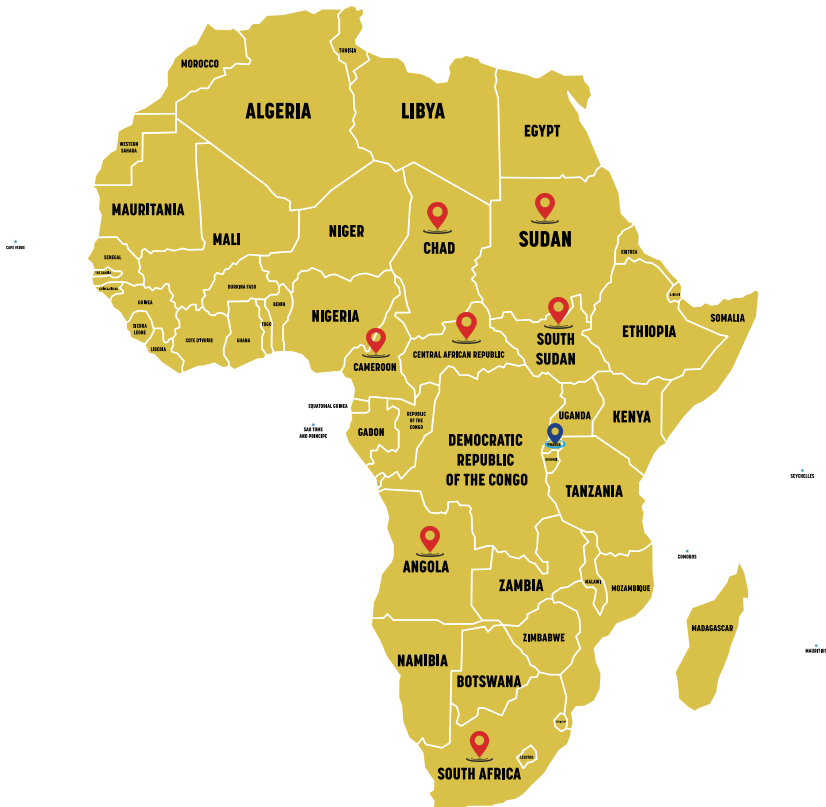 TUNISIA
MOROCCO
ALGERIA
LIBYA
EGYPT
WESTERN
SAHARA
MAURITANIA
MALI
NIGER
CHAD
SUDAN
CAPE VERDE
SENEGAL
ERITREA
BURKINA FASO
GUINEA
BENIN
NIGERIA
SOMALIA
SIERRA
LEONE
LIBERIA
COTE D'IVORE
GHANA
TOGO
ETHIOPIA
SOUTH
SUDAN
CENTRAL AFRICAN REPUBLIC
CAMEROON
EQUATORIAL GUINEA
SAO TOME
AND PRINCIPE
GABON
REPUBLIC
OF THE
CONGO
UGANDA
KENYA
DEMOCRATIC
REPUBLIC
OF THE CONGO
TANZANIA
SEYCHELLES
COMOROS
ANGOLA
ZAMBIA
MALAWI
MOZAMBIQUE
MADAGASCAR
ZIMBABWE
MAURITIUS
NAMIBIA
BOTSWANA
LESOTHO
SOUTH AFRICA